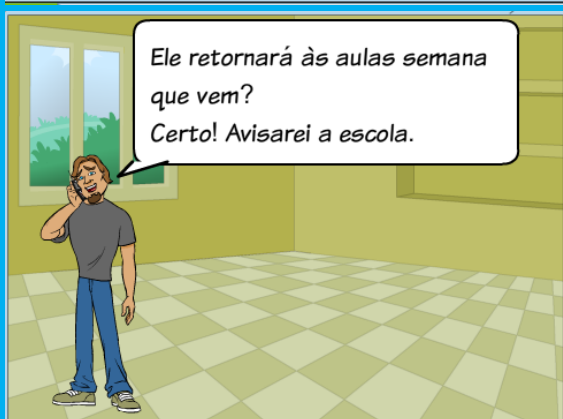 Ele retornará às aulas semana
que vem?
Certo! Avisarei a escola.